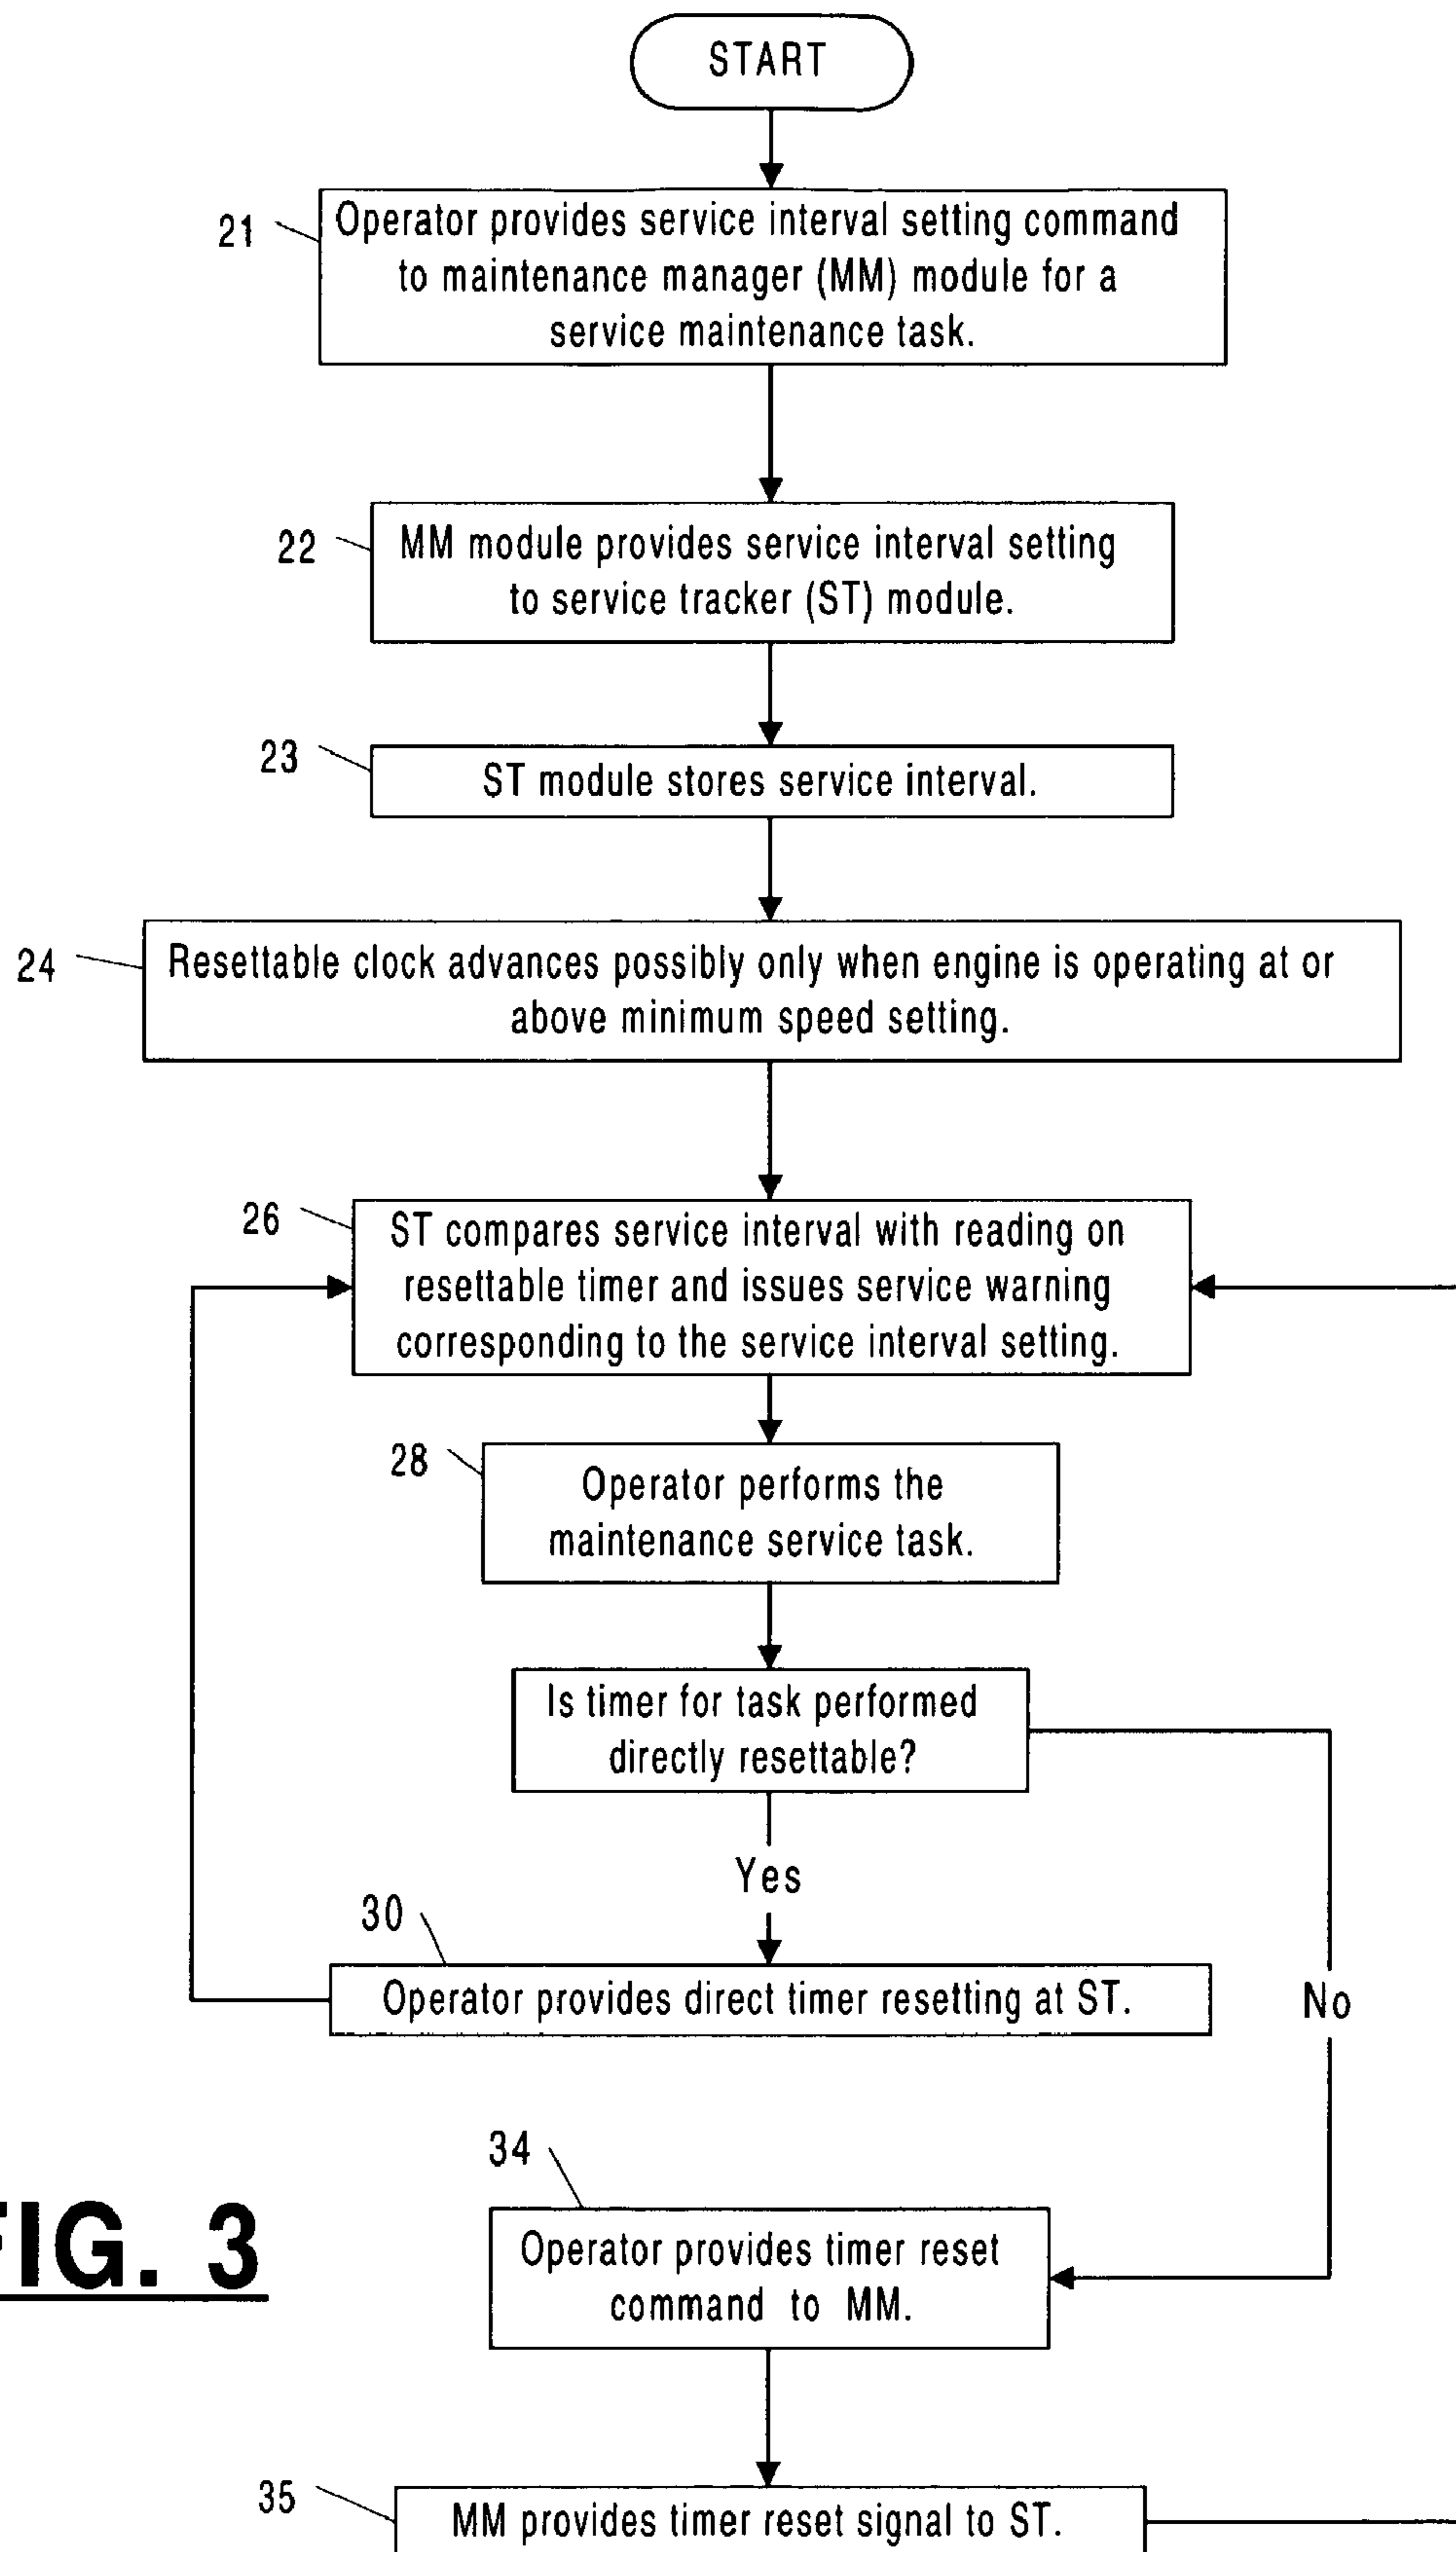 START
21
Operator provides service interval setting command
to maintenance manager (MM) module for a
service maintenance task.
22
MM module provides service interval setting
to service tracker (ST) module.
23
ST module stores service interval.
24
Resettable clock advances possibly only when engine is operating at or
above minimum speed setting.
26
ST compares service interval with reading on
resettable timer and issues service warning
corresponding to the service interval setting.
28
Operator performs the
maintenance service task.
Is timer for task performed
directly resettable?
Yes
30
Operator provides direct timer resetting at ST.
No
34
Operator provides timer reset
command to MM.
FIG. 3
35
MM provides timer reset signal to ST.